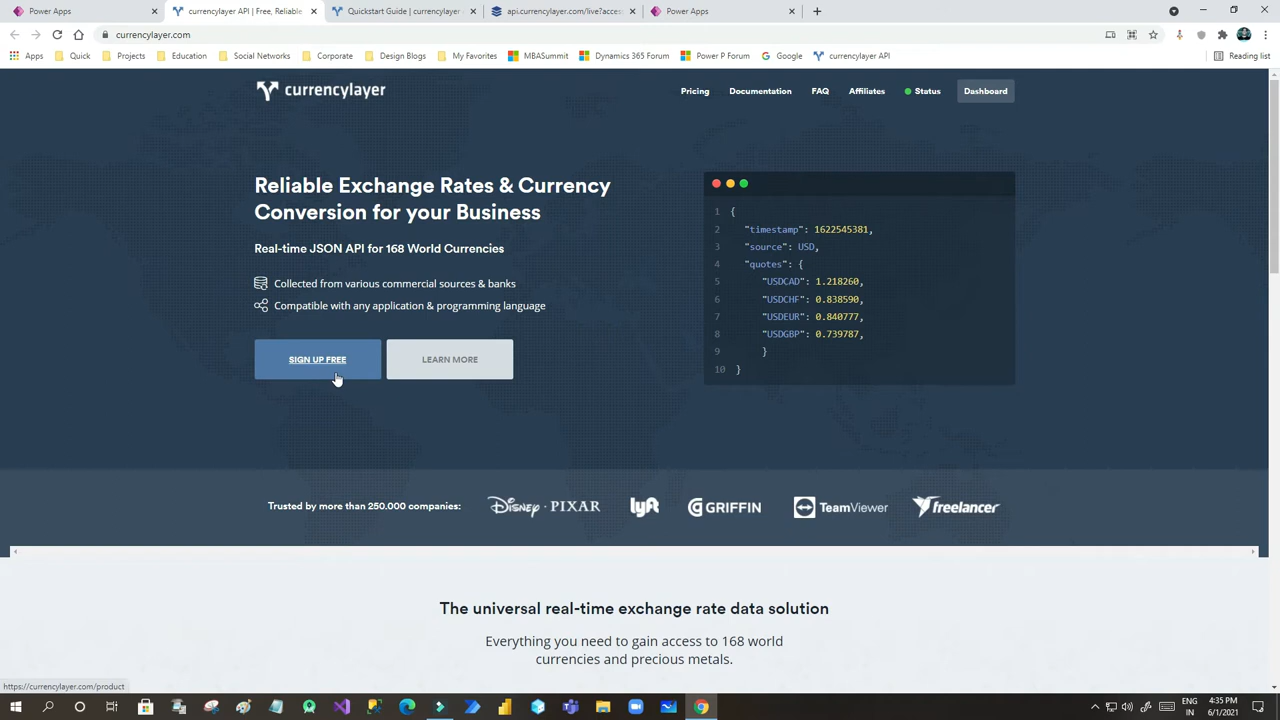 Power Apps
currencylayer API | Free, Reliable
Quickstart Guide | currencylayer
api.currencylayer.com/live?acces
Power Apps
currencylayer.com
Apps
Quick
Projects
Education
Social Networks
Corporate
Design Blogs
My Favorites
MBASummit
Dynamics 365 Forum
Power P Forum
Google
currencylayer API
Reading list
currencylayer
Pricing
Documentation
FAQ
Affiliates
Status
Dashboard
Reliable Exchange Rates & Currency
Conversion for your Business
Real-time JSON API for 168 World Currencies
Collected from various commercial sources & banks
Compatible with any application & programming language
SIGN UP FREE
LEARN MORE
1 {
2 "timestamp": 1622545381,
3 "source": USD,
4 "quotes": {
5 "USDCAD": 1.218260,
6 "USDCHF": 0.838590,
7 "USDEUR": 0.840777,
8 "USDGBP": 0.739787,
9 }
10 }
Trusted by more than 250.000 companies:
Disney · PIXAR
lyft
GRIFFIN
TeamViewer
freelancer
The universal real-time exchange rate data solution
Everything you need to gain access to 168 world
currencies and precious metals.
https://currencylayer.com/product
ENG
IN
4:35 PM
6/1/2021